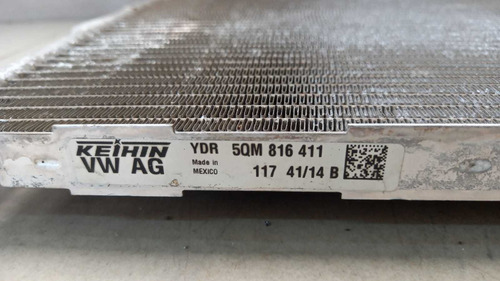 KEIHIN YDR 5QM 816 411
VW AG Made in
MEXICO 117 41/14 B